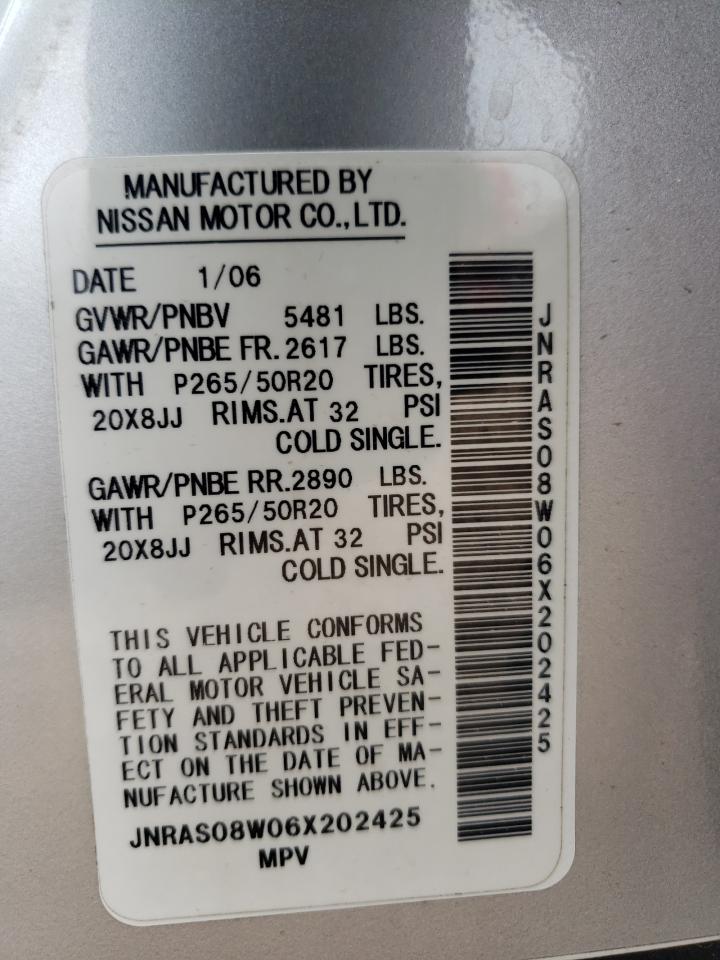 MANUFACTURED BY
NISSAN MOTOR CO.,LTD.
DATE 1/06
GVWR/PNBV 5481 LBS.
GAWR/PNBE FR. 2617 LBS.
WITH P265/50R20 TIRES,
20X8JJ RIMS.AT 32 PSI
COLD SINGLE.
GAWR/PNBE RR. 2890 LBS.
WITH P265/50R20 TIRES,
20X8JJ RIMS.AT 32 PSI
COLD SINGLE.
THIS VEHICLE CONFORMS
TO ALL APPLICABLE FED-
ERAL MOTOR VEHICLE SA-
FETY AND THEFT PREVEN-
TION STANDARDS IN EFF-
ECT ON THE DATE OF MA-
NUFACTURE SHOWN ABOVE.
JNRAS08W06X202425
MPV
JNRAS08W06X202425